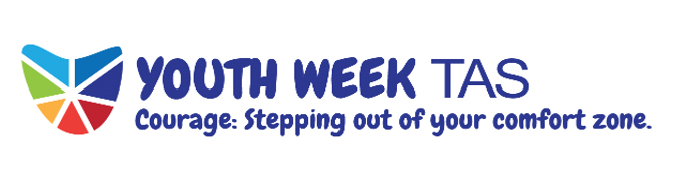 YOUTH WEEK TAS
Courage: Stepping out of your comfort zone.